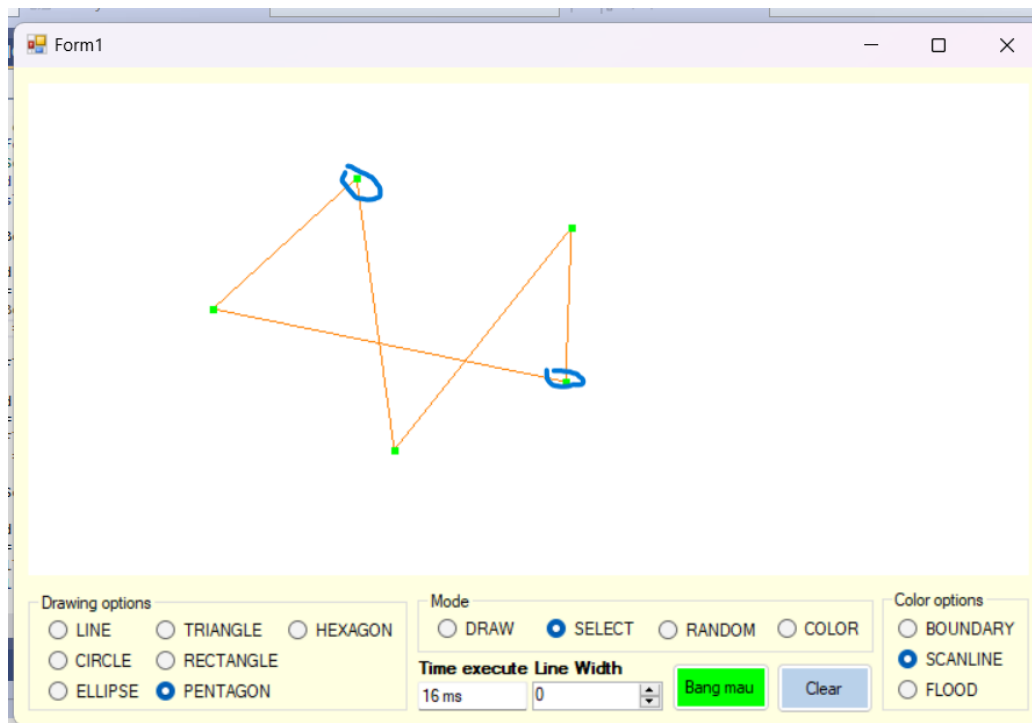 Form1
Drawing options
LINE TRIANGLE HEXAGON
CIRCLE RECTANGLE
ELLIPSE PENTAGON
Mode
DRAW SELECT RANDOM COLOR
Time execute Line Width
16 ms 0
Bang mau Clear
Color options
BOUNDARY
SCANLINE
FLOOD